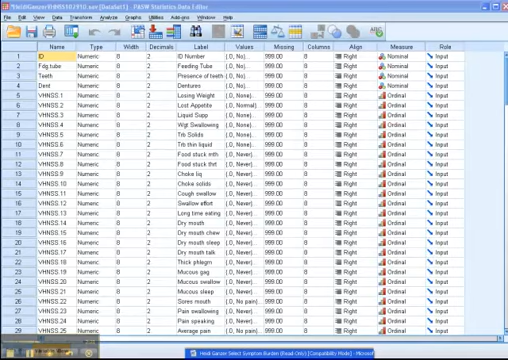 *HeidiGanzer [DataSet1] - PASW Statistics Data Editor
File Edit View Data Transform Analyze Graphs Utilities Add-ons Window Help
Name Type Width Decimals Label Values Missing Columns Align Measure Role
1 ID Numeric 8 2 ID Number {.0, No}... 999.00 8 Right Nominal Input
2 Fdg.tube Numeric 8 2 Feeding Tube {.0, No}... 999.00 8 Right Nominal Input
3 Teeth Numeric 8 2 Presence of teeth {.0, No}... 999.00 8 Right Nominal Input
4 Dent Numeric 8 2 Dentures {.0, No}... 999.00 8 Right Nominal Input
5 VHNSS.1 Numeric 8 2 Losing Weight {.0, None}... 999.00 8 Right Ordinal Input
6 VHNSS.2 Numeric 8 2 Lost Appetite {.0, Normal}... 999.00 8 Right Ordinal Input
7 VHNSS.3 Numeric 8 2 Liquid Supp {.0, None}... 999.00 8 Right Ordinal Input
8 VHNSS.4 Numeric 8 2 Wgt Swallowing {.0, None}... 999.00 8 Right Ordinal Input
9 VHNSS.5 Numeric 8 2 Trb Solids {.0, None}... 999.00 8 Right Ordinal Input
10 VHNSS.6 Numeric 8 2 Trb thin liquid {.0, None}... 999.00 8 Right Ordinal Input
11 VHNSS.7 Numeric 8 2 Food stuck mth {.0, Never}... 999.00 8 Right Ordinal Input
12 VHNSS.8 Numeric 8 2 Food stuck thrt {.0, Never}... 999.00 8 Right Ordinal Input
13 VHNSS.9 Numeric 8 2 Choke liq {.0, Never}... 999.00 8 Right Ordinal Input
14 VHNSS.10 Numeric 8 2 Choke solids {.0, Never}... 999.00 8 Right Ordinal Input
15 VHNSS.11 Numeric 8 2 Cough swallow {.0, Never}... 999.00 8 Right Ordinal Input
16 VHNSS.12 Numeric 8 2 Swallow effort {.0, Never}... 999.00 8 Right Ordinal Input
17 VHNSS.13 Numeric 8 2 Long time eating {.0, Never}... 999.00 8 Right Ordinal Input
18 VHNSS.14 Numeric 8 2 Dry mouth {.0, Never}... 999.00 8 Right Ordinal Input
19 VHNSS.15 Numeric 8 2 Dry mouth chew {.0, Never}... 999.00 8 Right Ordinal Input
20 VHNSS.16 Numeric 8 2 Dry mouth sleep {.0, Never}... 999.00 8 Right Ordinal Input
21 VHNSS.17 Numeric 8 2 Dry mouth talk {.0, Never}... 999.00 8 Right Ordinal Input
22 VHNSS.18 Numeric 8 2 Thick phlegm {.0, Never}... 999.00 8 Right Ordinal Input
23 VHNSS.19 Numeric 8 2 Mucous gag {.0, Never}... 999.00 8 Right Ordinal Input
24 VHNSS.20 Numeric 8 2 Mucous swallow {.0, Never}... 999.00 8 Right Ordinal Input
25 VHNSS.21 Numeric 8 2 Mucous sleep {.0, Never}... 999.00 8 Right Ordinal Input
26 VHNSS.22 Numeric 8 2 Sores mouth {.0, No pain}... 999.00 8 Right Ordinal Input
27 VHNSS.23 Numeric 8 2 Pain swallowing {.0, Never}... 999.00 8 Right Ordinal Input
28 VHNSS.24 Numeric 8 2 Pain speaking {.0, Never}... 999.00 8 Right Ordinal Input
29 VHNSS.25 Numeric 8 2 Average pain {.0, No pain}... 999.00 8 Right Ordinal Input
Heidi Ganzer Select Symptom Burden (Read-Only) [Compatibility Mode] - Microsof